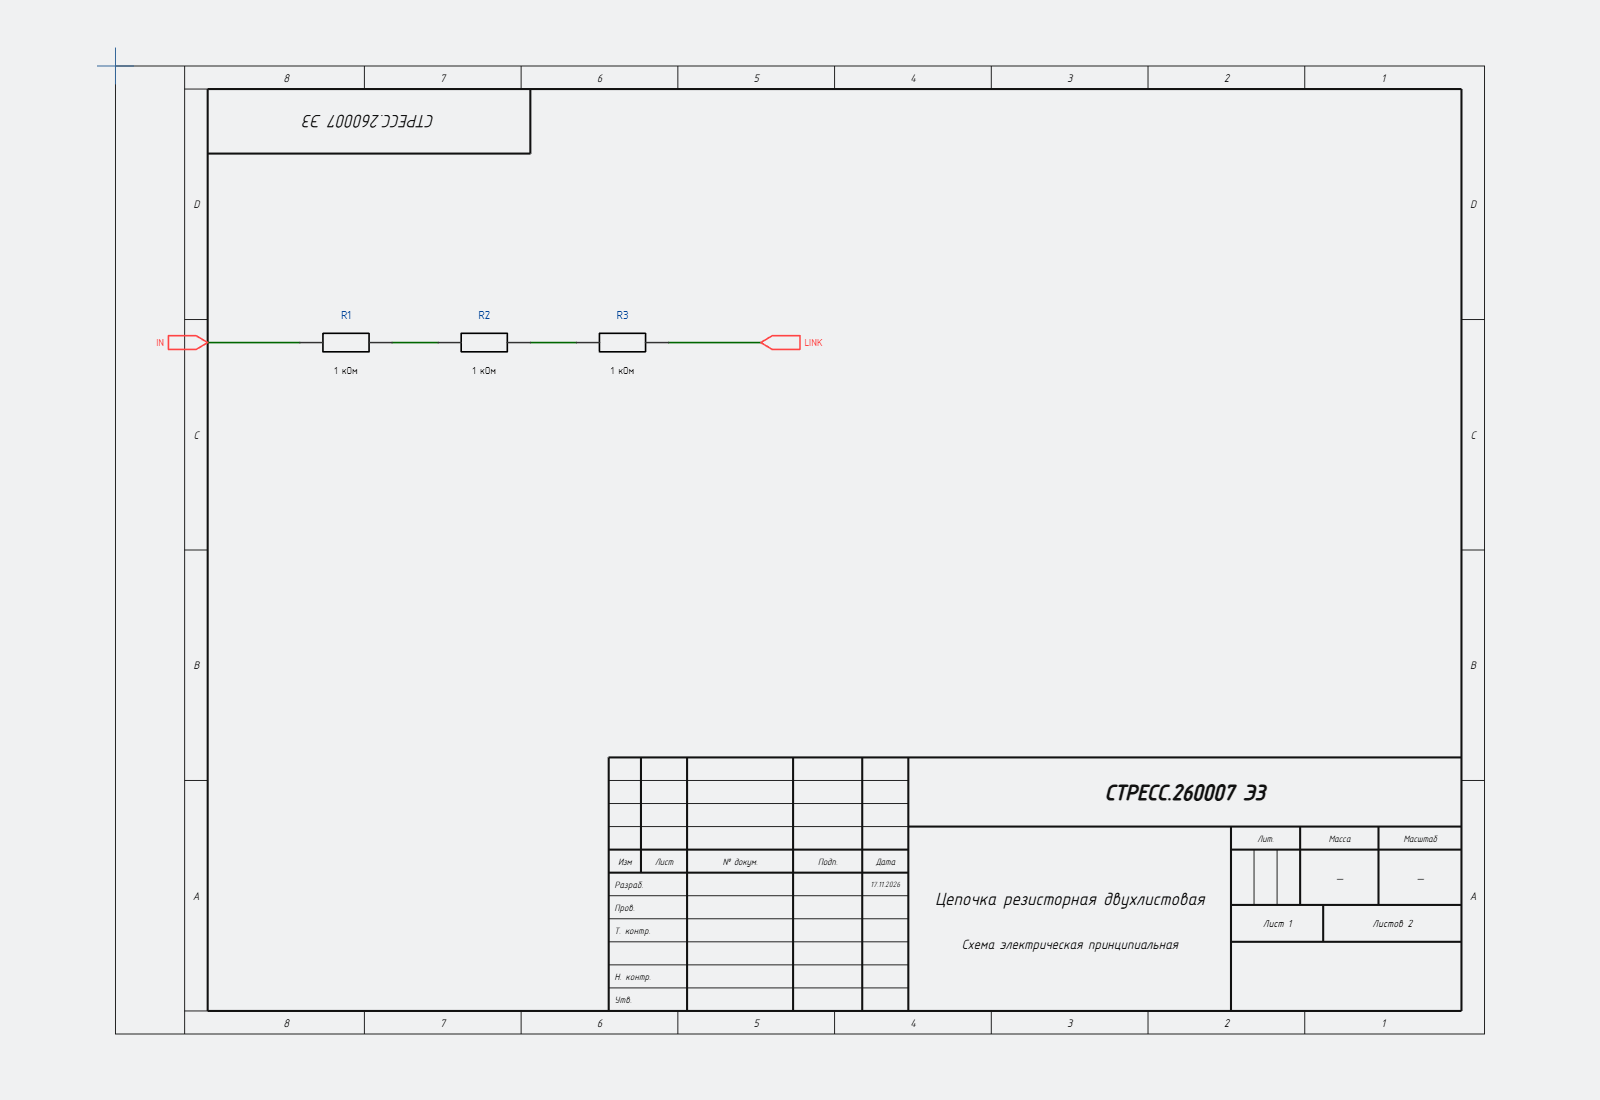 8 7 6 5 4 3 2 1
СТРЕСС.260007 ЭЗ
D D
R1 R2 R3
IN LINK
1 кОм 1 кОм 1 кОм
C C
B B
СТРЕСС.260007 ЭЗ
Лит. Масса Масштаб
Изм Лист № докум. Подп. Дата
— —
Разраб. 17.11.2026
A A
Цепочка резисторная двухлистовая
Пров.
Лист 1 Листов 2
Т. контр.
Схема электрическая принципиальная
Н. контр.
Утв.
8 7 6 5 4 3 2 1